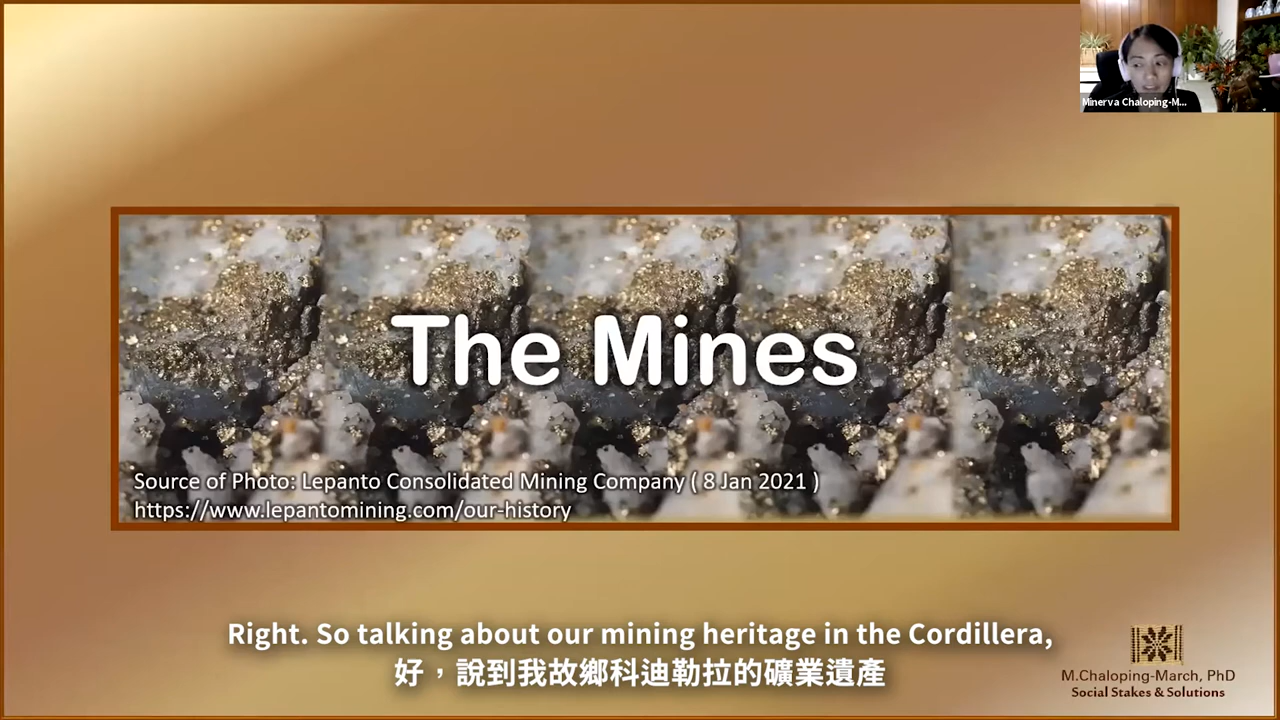 Minerva Chaloping-M...
The Mines
Source of Photo: Lepanto Consolidated Mining Company ( 8 Jan 2021 )
https://www.lepantomining.com/our-history
Right. So talking about our mining heritage in the Cordillera,
好，說到我故鄉科迪勒拉的礦業遺產
M.Chaloping-March, PhD
Social Stakes & Solutions